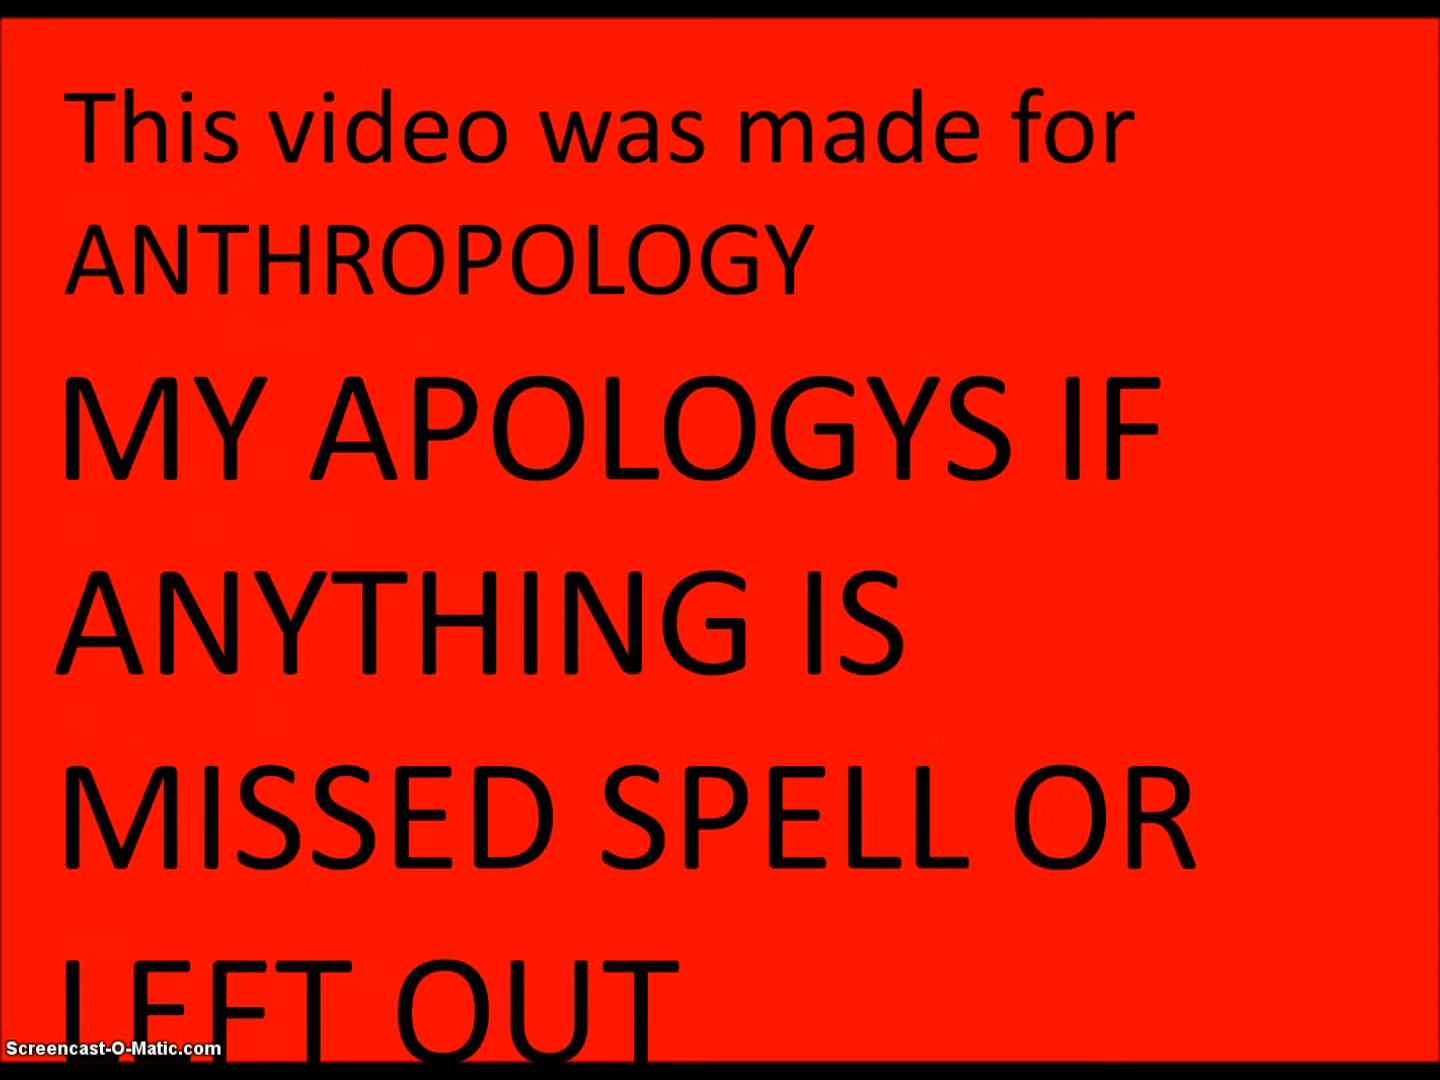 This video was made for
ANTHROPOLOGY
MY APOLOGYS IF
ANYTHING IS
MISSED SPELL OR
LEFT OUT
Screencast-O-Matic.com